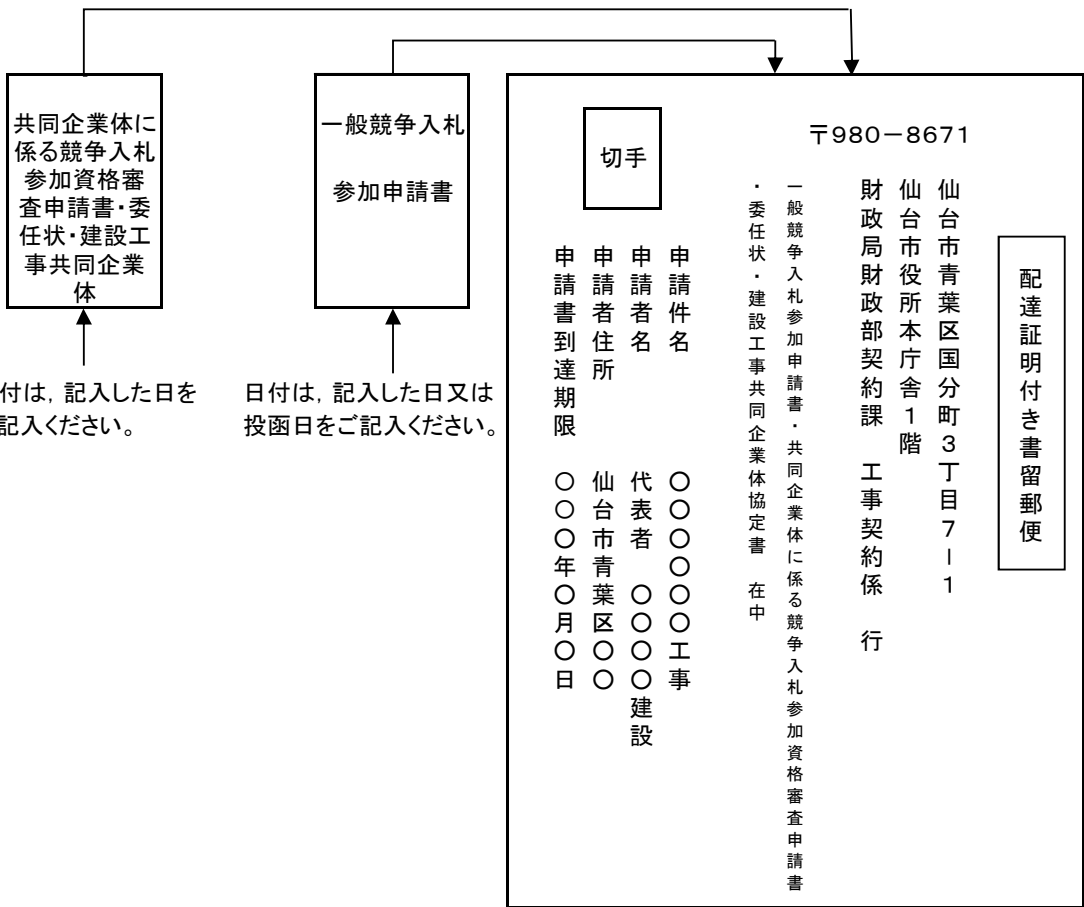 共同企業体に
係る競争入札
参加資格審
査申請書・委
任状・建設工
事共同企業
体
付は,記入した日を
記入ください。
一般競争入札
参加申請書
日付は,記入した日又は
投函日をご記入ください。
配達証明付き書留郵便
〒980-8671
仙台市青葉区国分町3丁目7-1
仙台市役所本庁舎1階
財政局財政部契約課 工事契約係 行
一般競争入札参加申請書・共同企業体に係る競争入札参加資格審査申請書
・委任状・建設工事共同企業体協定書 在中
切手
申請件名 〇〇〇〇〇〇工事
申請者名 代表者 〇〇〇〇建設
申請者住所 仙台市青葉区〇〇
申請書到達期限 〇〇〇年〇月〇日